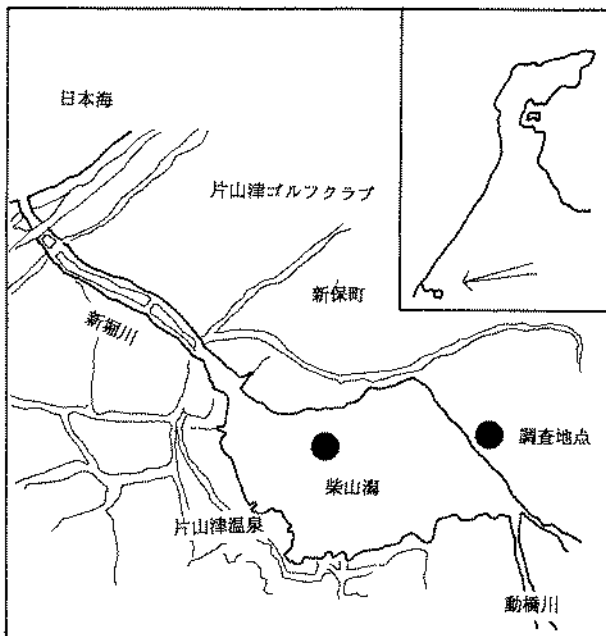 日本海
片山津ゴルフクラブ
新保町
新堀川
調査地点
柴山潟
片山津温泉
動橋川